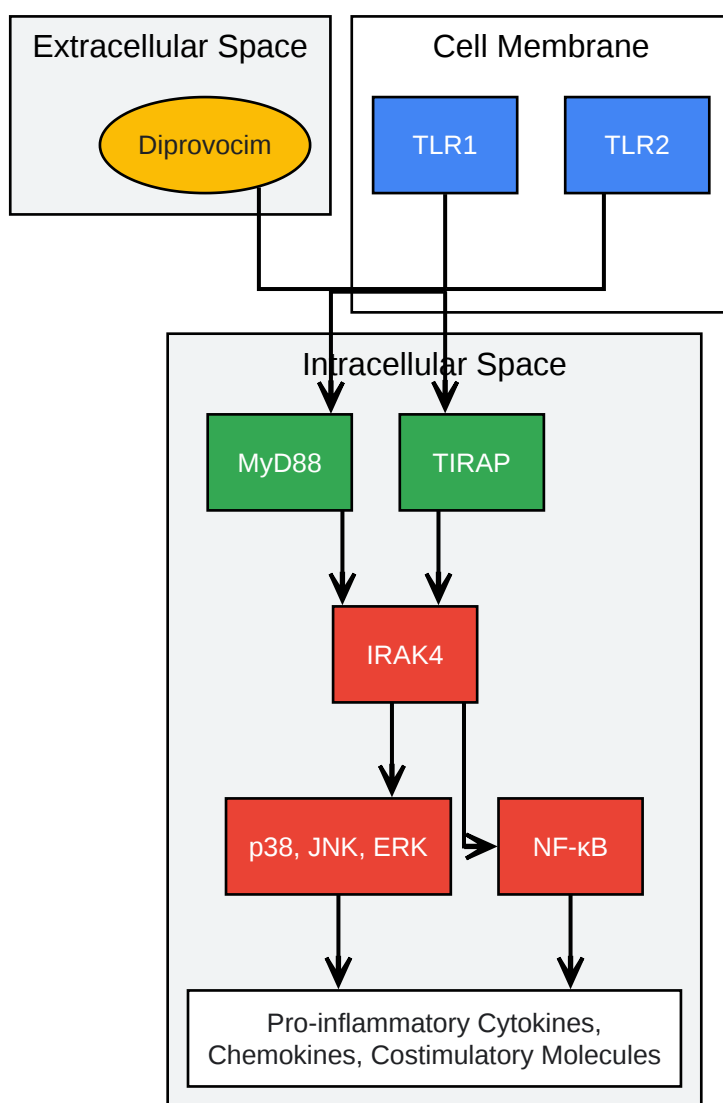 Extracellular Space
Cell Membrane
Diprovocim
TLR1
TLR2
Intracellular Space
MyD88
TIRAP
IRAK4
p38, JNK, ERK
NF-κB
Pro-inflammatory Cytokines,
Chemokines, Costimulatory Molecules